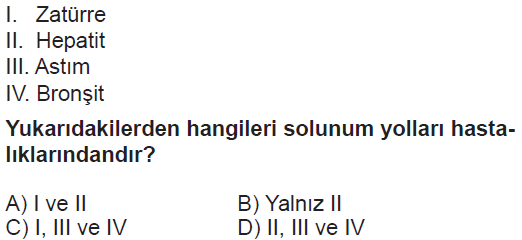 I. Zatürre
II. Hepatit
III. Astım
IV. Bronşit
Yukarıdakilerden hangileri solunum yolları hasta-
lıklarındandır?
A) I ve II B) Yalnız II
C) I, III ve IV D) II, III ve IV